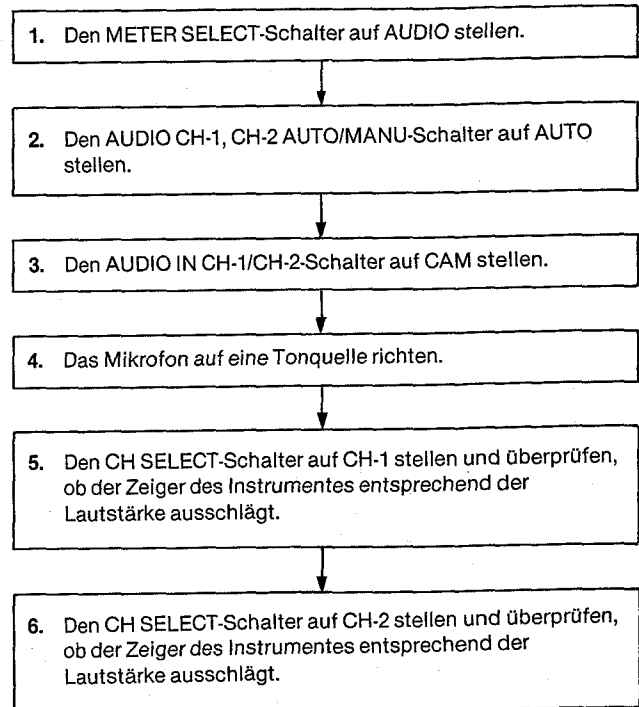 1. Den METER SELECT-Schalter auf AUDIO stellen.
2. Den AUDIO CH-1, CH-2 AUTO/MANU-Schalter auf AUTO
stellen.
3. Den AUDIO IN CH-1/CH-2-Schalter auf CAM stellen.
4. Das Mikrofon auf eine Tonquelle richten.
5. Den CH SELECT-Schalter auf CH-1 stellen und überprüfen,
ob der Zeiger des Instrumentes entsprechend der
Lautstärke ausschlägt.
6. Den CH SELECT-Schalter auf CH-2 stellen und überprüfen,
ob der Zeiger des Instrumentes entsprechend der
Lautstärke ausschlägt.